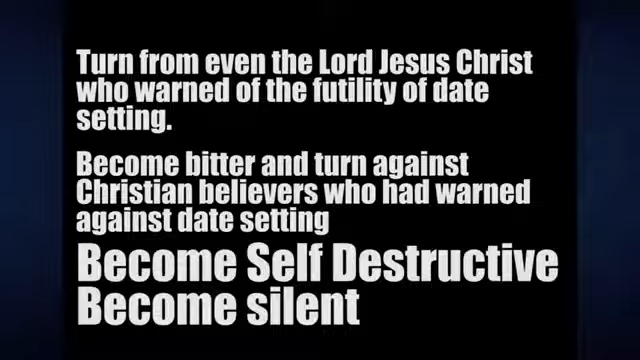 Turn from even the Lord Jesus Christ
who warned of the futility of date
setting.
Become bitter and turn against
Christian believers who had warned
against date setting
Become Self Destructive
Become silent